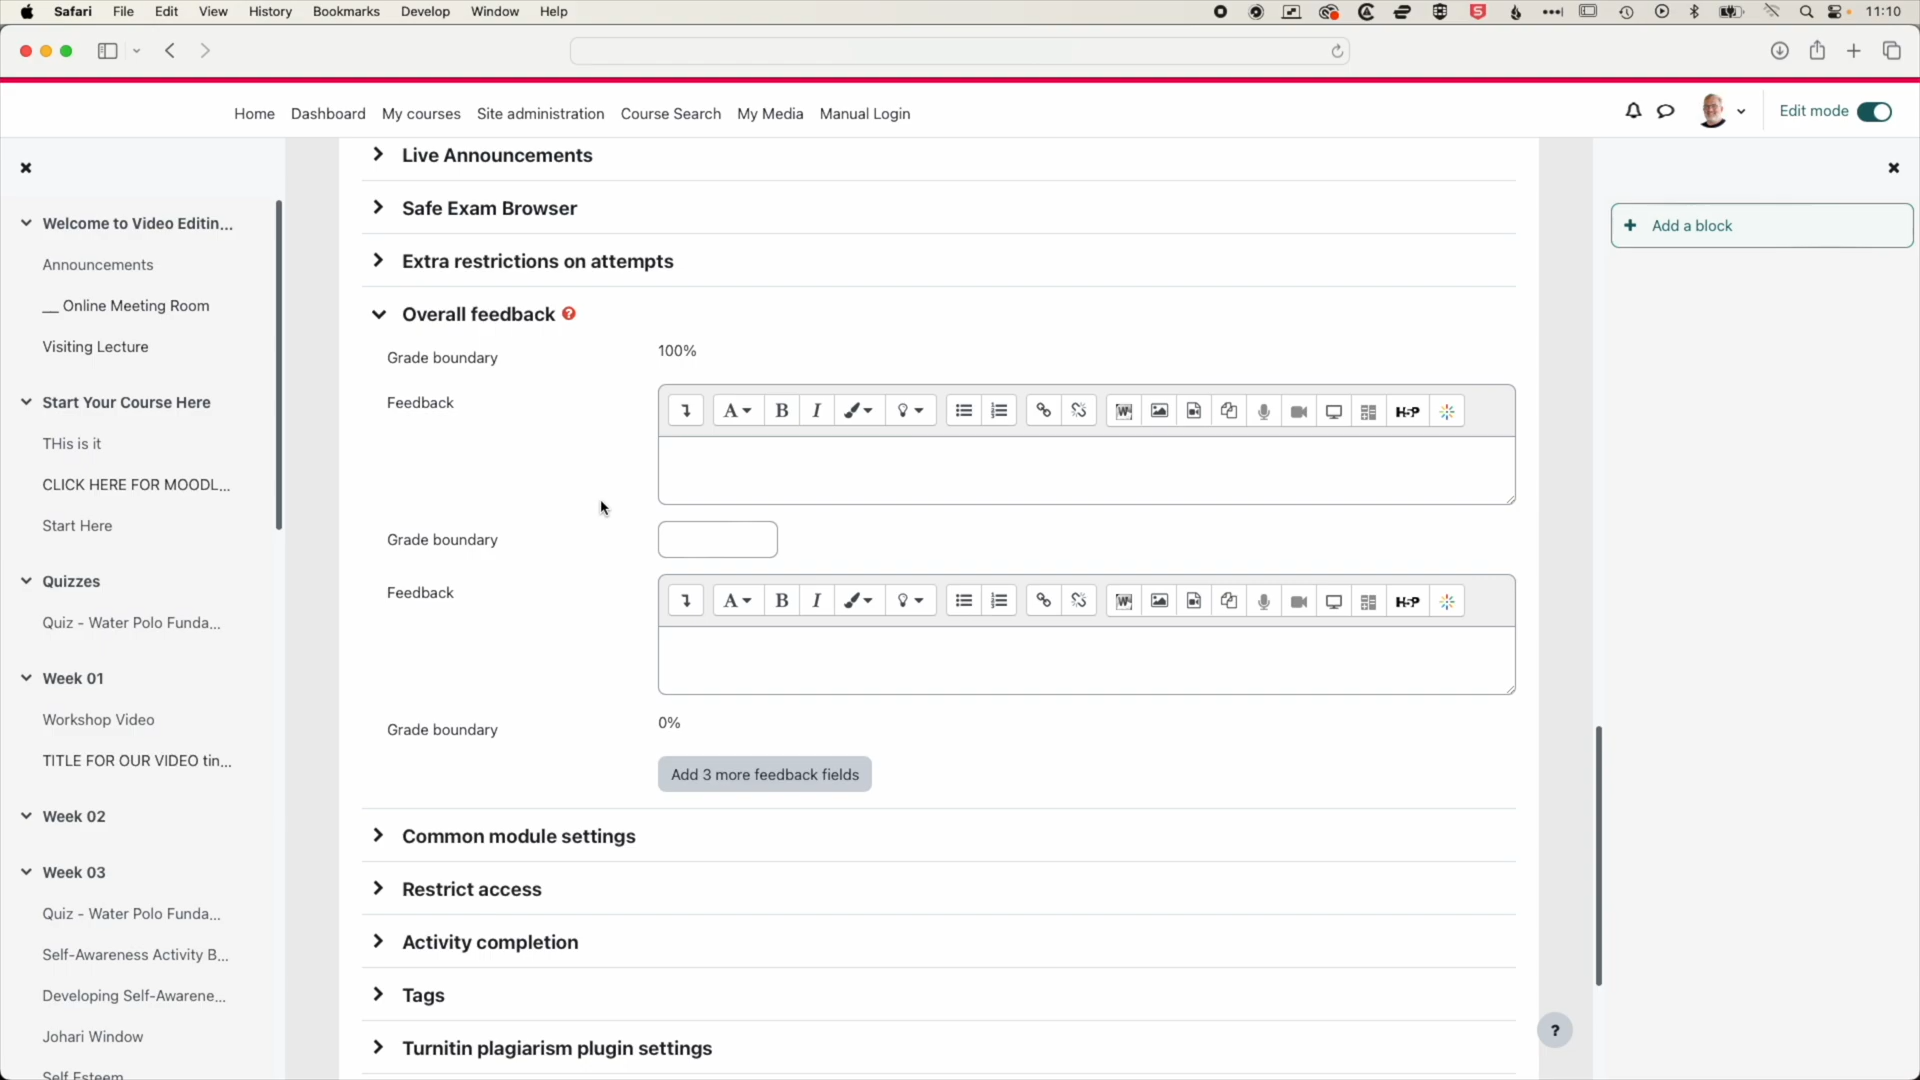 Safari File Edit View History Bookmarks Develop Window Help 11:10
Home Dashboard My courses Site administration Course Search My Media Manual Login Edit mode
Welcome to Video Editin...
Announcements
__ Online Meeting Room
Visiting Lecture
Start Your Course Here
THis is it
CLICK HERE FOR MOODL...
Start Here
Quizzes
Quiz - Water Polo Funda...
Week 01
Workshop Video
TITLE FOR OUR VIDEO tin...
Week 02
Week 03
Quiz - Water Polo Funda...
Self-Awareness Activity B...
Developing Self-Awarene...
Johari Window
Self Esteem
Live Announcements
Safe Exam Browser
Extra restrictions on attempts
Overall feedback ?
Grade boundary 100%
Feedback
A B I H-P
Grade boundary
Feedback
A B I H-P
Grade boundary 0%
Add 3 more feedback fields
Common module settings
Restrict access
Activity completion
Tags
Turnitin plagiarism plugin settings
+ Add a block
?